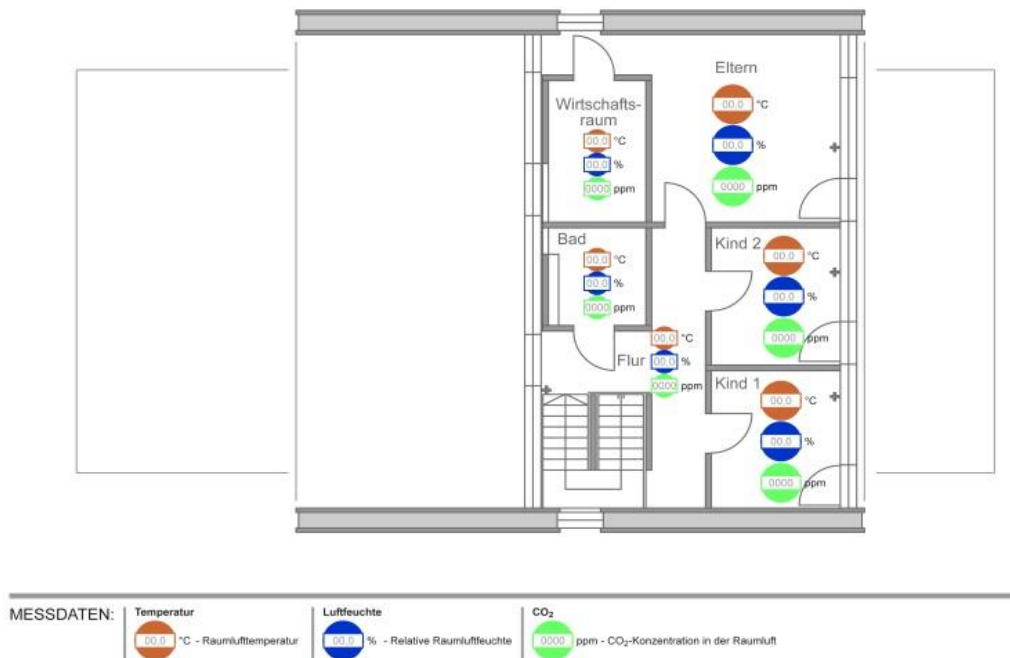 Eltern
00,0 °C
00,0 %
0000 ppm
Wirtschafts-
raum
00,0 °C
00,0 %
0000 ppm
Bad
00,0 °C
00,0 %
0000 ppm
Kind 2
00,0 °C
00,0 %
0000 ppm
Flur
00,0 °C
00,0 %
0000 ppm
Kind 1
00,0 °C
00,0 %
0000 ppm
MESSDATEN:
Temperatur
00,0 °C - Raumlufttemperatur
Luftfeuchte
00,0 % - Relative Raumluftfeuchte
CO₂
0000 ppm - CO₂-Konzentration in der Raumluft